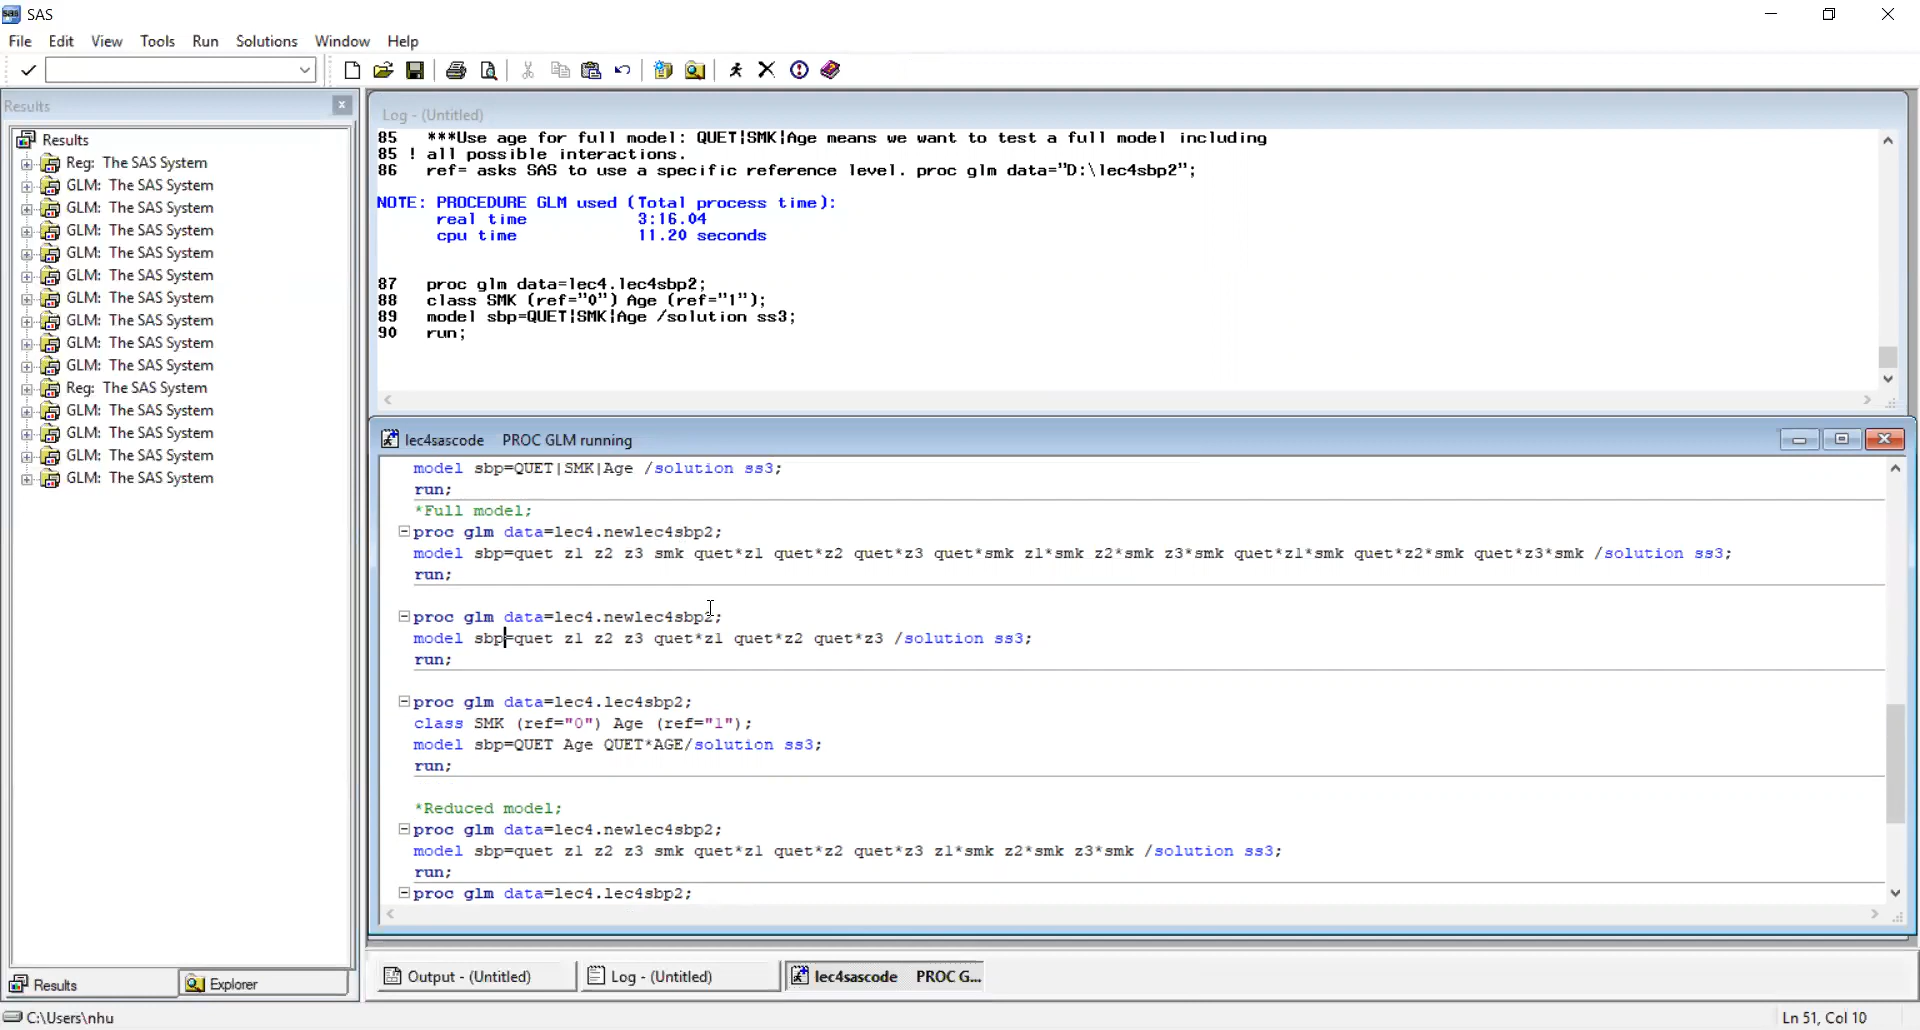 SAS
File Edit View Tools Run Solutions Window Help
Results
Results
Reg: The SAS System
GLM: The SAS System
GLM: The SAS System
GLM: The SAS System
GLM: The SAS System
GLM: The SAS System
GLM: The SAS System
GLM: The SAS System
GLM: The SAS System
GLM: The SAS System
Reg: The SAS System
GLM: The SAS System
GLM: The SAS System
GLM: The SAS System
GLM: The SAS System
Results
Explorer
Log - (Untitled)
85 ***Use age for full model: QUET|SMK|Age means we want to test a full model including
85 ! all possible interactions.
86 ref= asks SAS to use a specific reference level. proc glm data="D:\lec4sbp2";
NOTE: PROCEDURE GLM used (Total process time):
real time 3:16.04
cpu time 11.20 seconds
87 proc glm data=lec4.lec4sbp2;
88 class SMK (ref="0") Age (ref="1");
89 model sbp=QUET|SMK|Age /solution ss3;
90 run;
lec4sascode PROC GLM running
model sbp=QUET|SMK|Age /solution ss3;
run;
*Full model;
proc glm data=lec4.newlec4sbp2;
model sbp=quet z1 z2 z3 smk quet*z1 quet*z2 quet*z3 quet*smk z1*smk z2*smk z3*smk quet*z1*smk quet*z2*smk quet*z3*smk /solution ss3;
run;
proc glm data=lec4.newlec4sbp2;
model sbp=quet z1 z2 z3 quet*z1 quet*z2 quet*z3 /solution ss3;
run;
proc glm data=lec4.lec4sbp2;
class SMK (ref="0") Age (ref="1");
model sbp=QUET Age QUET*AGE/solution ss3;
run;
*Reduced model;
proc glm data=lec4.newlec4sbp2;
model sbp=quet z1 z2 z3 smk quet*z1 quet*z2 quet*z3 z1*smk z2*smk z3*smk /solution ss3;
run;
proc glm data=lec4.lec4sbp2;
Output - (Untitled)
Log - (Untitled)
lec4sascode PROC G...
C:\Users\nhu
Ln 51, Col 10